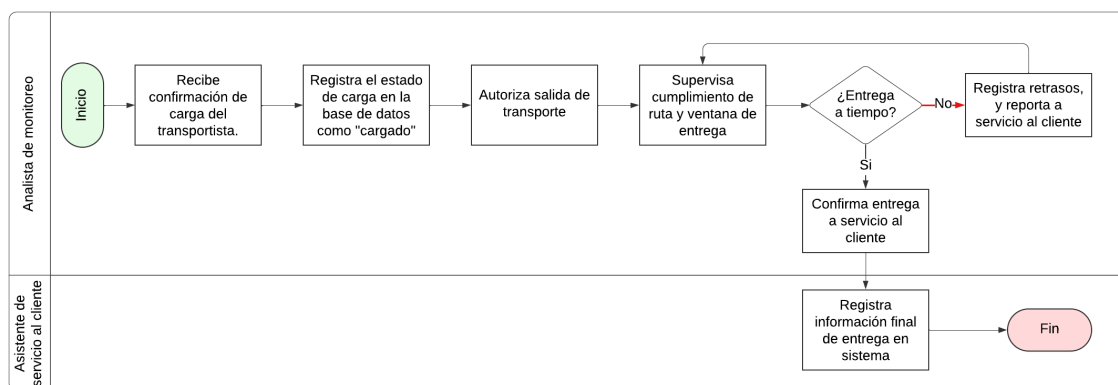 Analista de monitoreo
Inicio
Recibe
confirmación de
carga del
transportista.
Registra el estado
de carga en la
base de datos
como "cargado"
Autoriza salida de
transporte
Supervisa
cumplimiento de
ruta y ventana de
entrega
¿Entrega
a tiempo?
No
Registra retrasos,
y reporta a
servicio al cliente
Si
Confirma entrega
a servicio al
cliente
Asistente de
servicio al cliente
Registra
información final
de entrega en
sistema
Fin